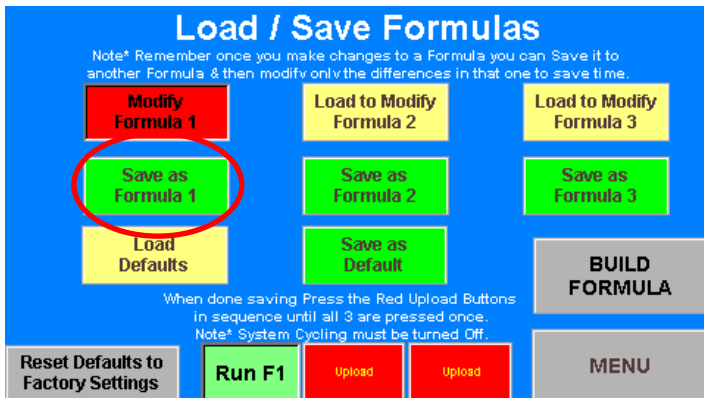 Load / Save Formulas
Note* Remember once you make changes to a Formula you can Save it to
another Formula & then modify only the differences in that one to save time.
Modify
Formula 1
Load to Modify
Formula 2
Load to Modify
Formula 3
Save as
Formula 1
Save as
Formula 2
Save as
Formula 3
Load
Defaults
Save as
Default
BUILD
FORMULA
When done saving Press the Red Upload Buttons
in sequence until all 3 are pressed once.
Note* System Cycling must be turned Off.
Reset Defaults to
Factory Settings
Run F1
Upload
Upload
MENU